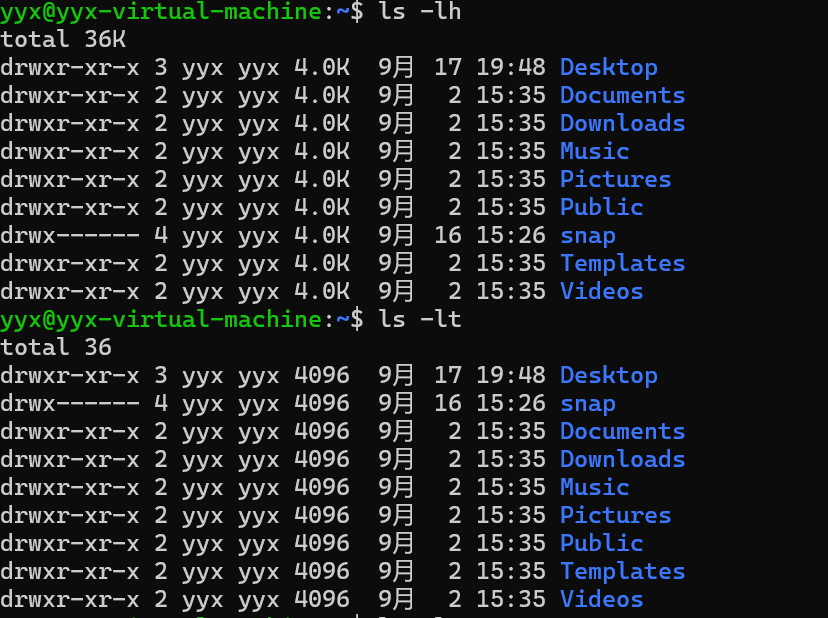 yyx@yyx-virtual-machine:~$ ls -lh
total 36K
drwxr-xr-x 3 yyx yyx 4.0K  9月  17 19:48 Desktop
drwxr-xr-x 2 yyx yyx 4.0K  9月   2 15:35 Documents
drwxr-xr-x 2 yyx yyx 4.0K  9月   2 15:35 Downloads
drwxr-xr-x 2 yyx yyx 4.0K  9月   2 15:35 Music
drwxr-xr-x 2 yyx yyx 4.0K  9月   2 15:35 Pictures
drwxr-xr-x 2 yyx yyx 4.0K  9月   2 15:35 Public
drwx------ 4 yyx yyx 4.0K  9月  16 15:26 snap
drwxr-xr-x 2 yyx yyx 4.0K  9月   2 15:35 Templates
drwxr-xr-x 2 yyx yyx 4.0K  9月   2 15:35 Videos
yyx@yyx-virtual-machine:~$ ls -lt
total 36
drwxr-xr-x 3 yyx yyx 4096  9月  17 19:48 Desktop
drwx------ 4 yyx yyx 4096  9月  16 15:26 snap
drwxr-xr-x 2 yyx yyx 4096  9月   2 15:35 Documents
drwxr-xr-x 2 yyx yyx 4096  9月   2 15:35 Downloads
drwxr-xr-x 2 yyx yyx 4096  9月   2 15:35 Music
drwxr-xr-x 2 yyx yyx 4096  9月   2 15:35 Pictures
drwxr-xr-x 2 yyx yyx 4096  9月   2 15:35 Public
drwxr-xr-x 2 yyx yyx 4096  9月   2 15:35 Templates
drwxr-xr-x 2 yyx yyx 4096  9月   2 15:35 Videos